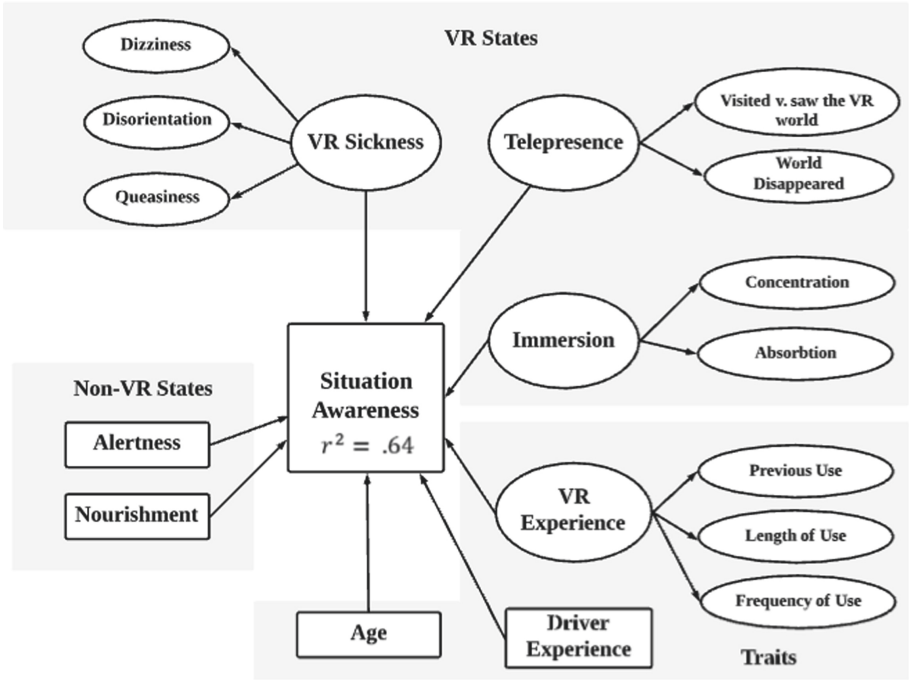 VR States
Dizziness
Disorientation
Queasiness
VR Sickness
Telepresence
Visited v. saw the VR
world
World
Disappeared
Immersion
Concentration
Absorbtion
Situation
Awareness
r² = .64
Non-VR States
Alertness
Nourishment
VR
Experience
Previous Use
Length of Use
Frequency of Use
Age
Driver
Experience
Traits